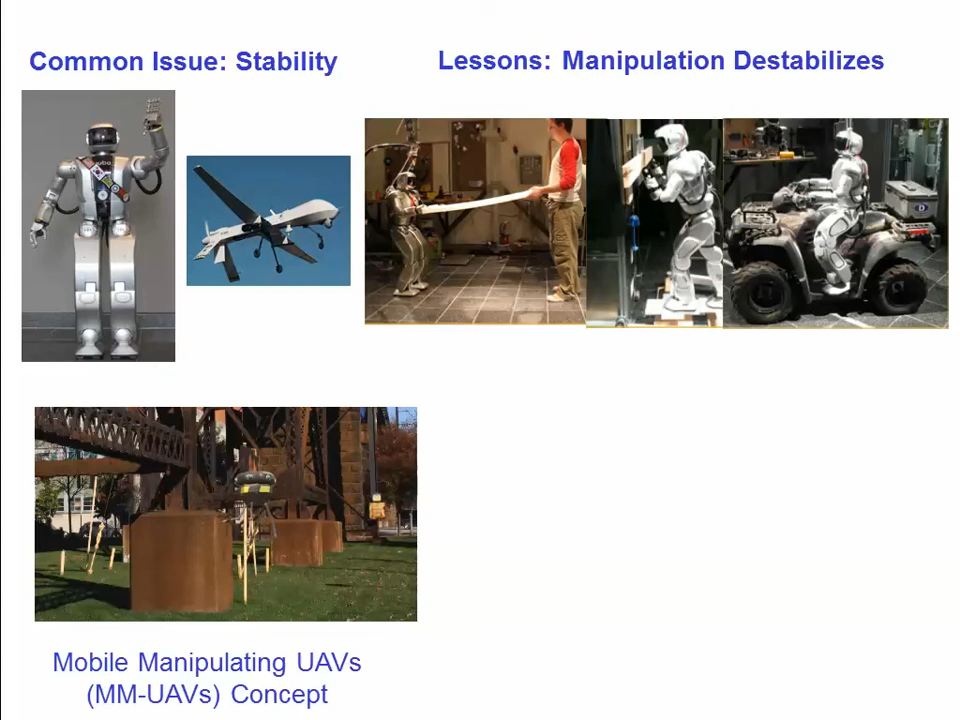 Common Issue: Stability
Lessons: Manipulation Destabilizes
Mobile Manipulating UAVs
(MM-UAVs) Concept